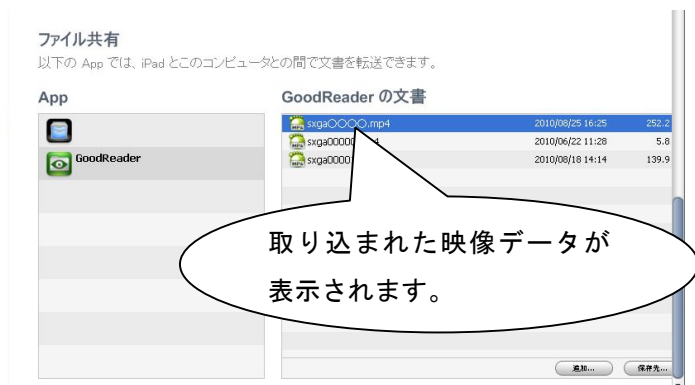 ファイル共有
以下の App では、iPad とこのコンピュータとの間で文書を転送できます。
App
GoodReader の文書
GoodReader
sxga〇〇〇〇.mp4 2010/08/25 16:25 252.2
sxga0000 2010/06/22 11:28 5.8
sxga0000 2010/08/18 14:14 139.9
取り込まれた映像データが
表示されます。
追加... 保存先...